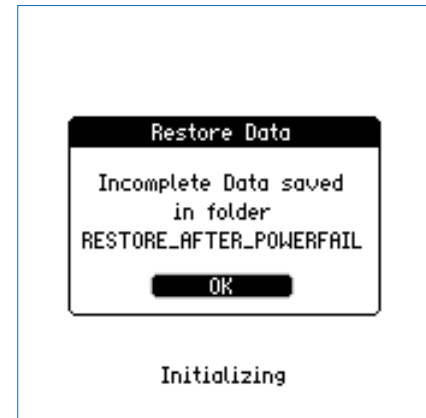 Restore Data
Incomplete Data saved
in folder
RESTORE_AFTER_POWERFAIL
OK
Initializing